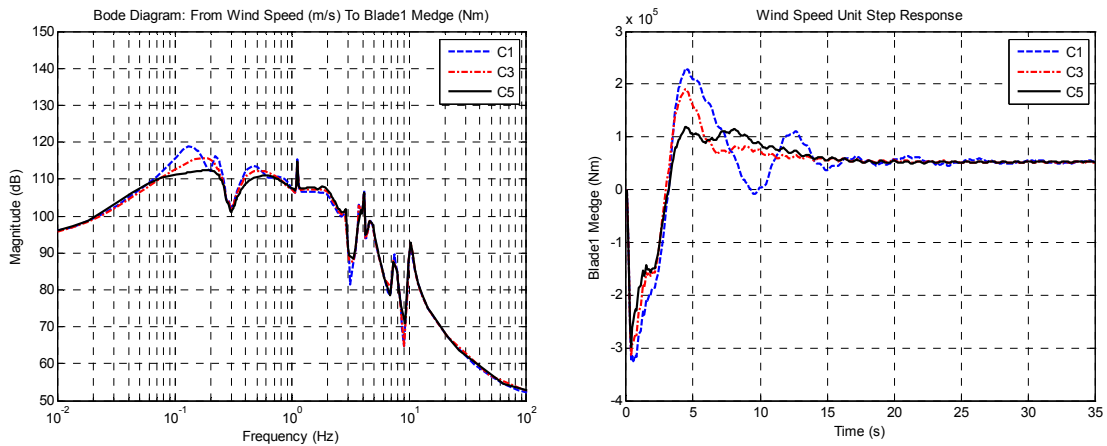 Bode Diagram: From Wind Speed (m/s) To Blade1 Medge (Nm)
150
140
130
120
110
100
90
80
70
60
50
Magnitude (dB)
10^-2
10^-1
10^0
10^1
10^2
Frequency (Hz)
C1
C3
C5
Wind Speed Unit Step Response
x 10^5
3
2
1
0
-1
-2
-3
-4
Blade1 Medge (Nm)
0
5
10
15
20
25
30
35
Time (s)
C1
C3
C5